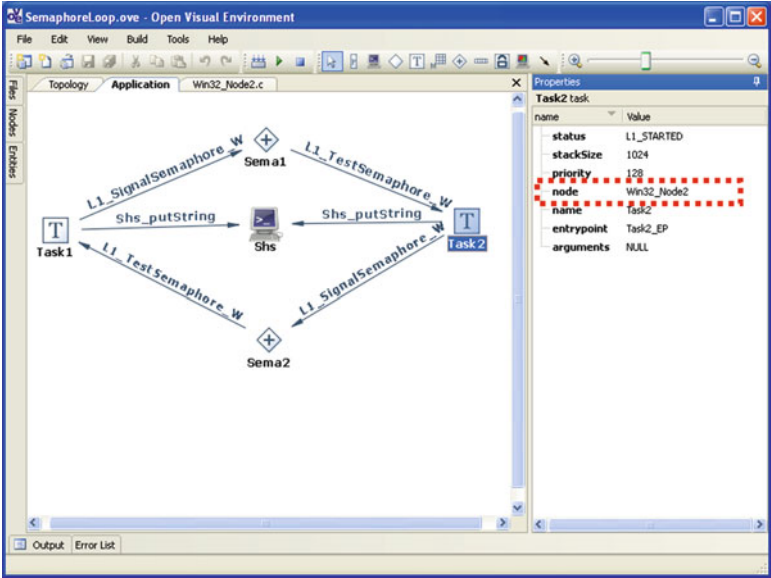 SemaphoreLoop.ove - Open Visual Environment
File Edit View Build Tools Help
Files
Nodes
Entities
Topology Application Win32_Node2.c
Sema1
L1_SignalSemaphore_W
L1_TestSemaphore_W
Shs_putString
Shs_putString
T
Task1
Shs
T
Task2
L1_TestSemaphore_W
L1_SignalSemaphore_W
Sema2
Properties
Task2 task
name Value
status L1_STARTED
stackSize 1024
priority 128
node Win32_Node2
name Task2
entrypoint Task2_EP
arguments NULL
Output Error List